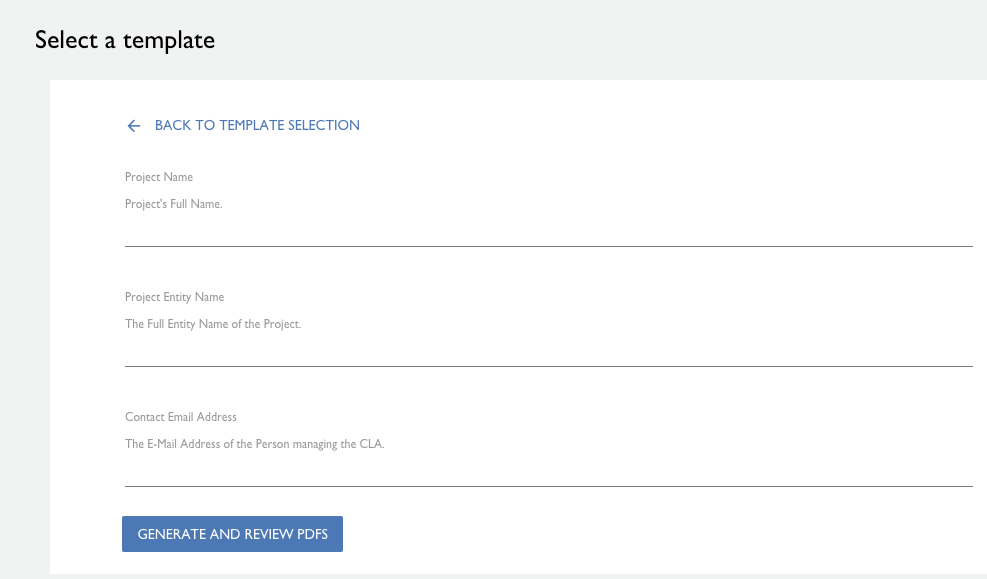 Select a template
BACK TO TEMPLATE SELECTION
Project Name
Project's Full Name.
Project Entity Name
The Full Entity Name of the Project.
Contact Email Address
The E-Mail Address of the Person managing the CLA.
GENERATE AND REVIEW PDFS